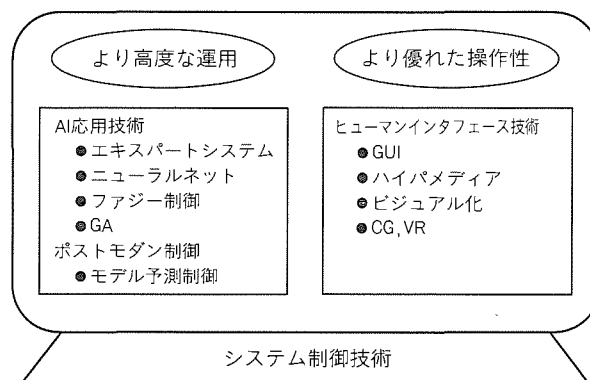 より高度な運用
より優れた操作性
AI応用技術
●エキスパートシステム
●ニューラルネット
●ファジー制御
●GA
ポストモダン制御
●モデル予測制御
ヒューマンインタフェース技術
●GUI
●ハイパメディア
●ビジュアル化
●CG,VR
システム制御技術